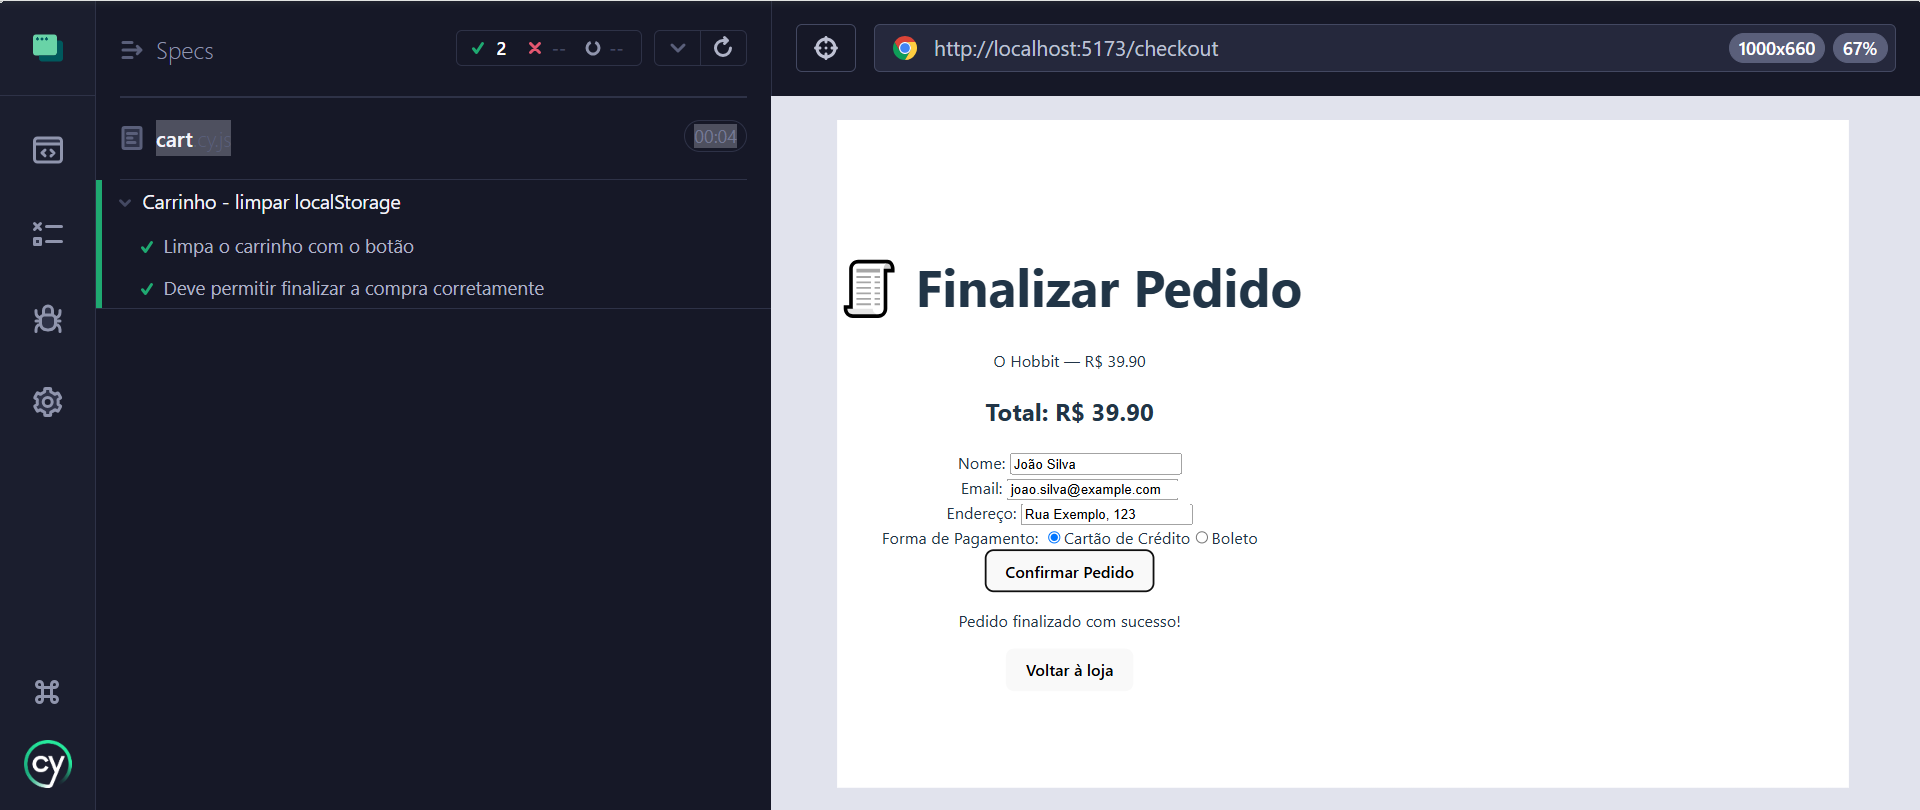 Specs
2 -- --
http://localhost:5173/checkout
1000x660
67%
cart cy.js
00:04
Carrinho - limpar localStorage
Limpa o carrinho com o botão
Deve permitir finalizar a compra corretamente
Finalizar Pedido
O Hobbit — R$ 39.90
Total: R$ 39.90
Nome: João Silva
Email: joao.silva@example.com
Endereço: Rua Exemplo, 123
Forma de Pagamento: Cartão de Crédito Boleto
Confirmar Pedido
Pedido finalizado com sucesso!
Voltar à loja
cy